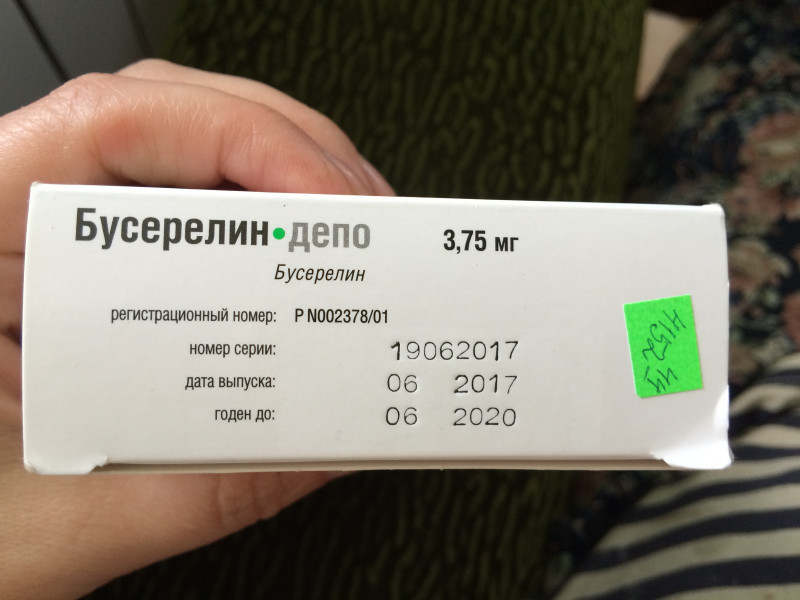 Бусерелин•депо 3,75 мг
Бусерелин
регистрационный номер: Р N002378/01
номер серии: 19062017
дата выпуска: 06 2017
годен до: 06 2020